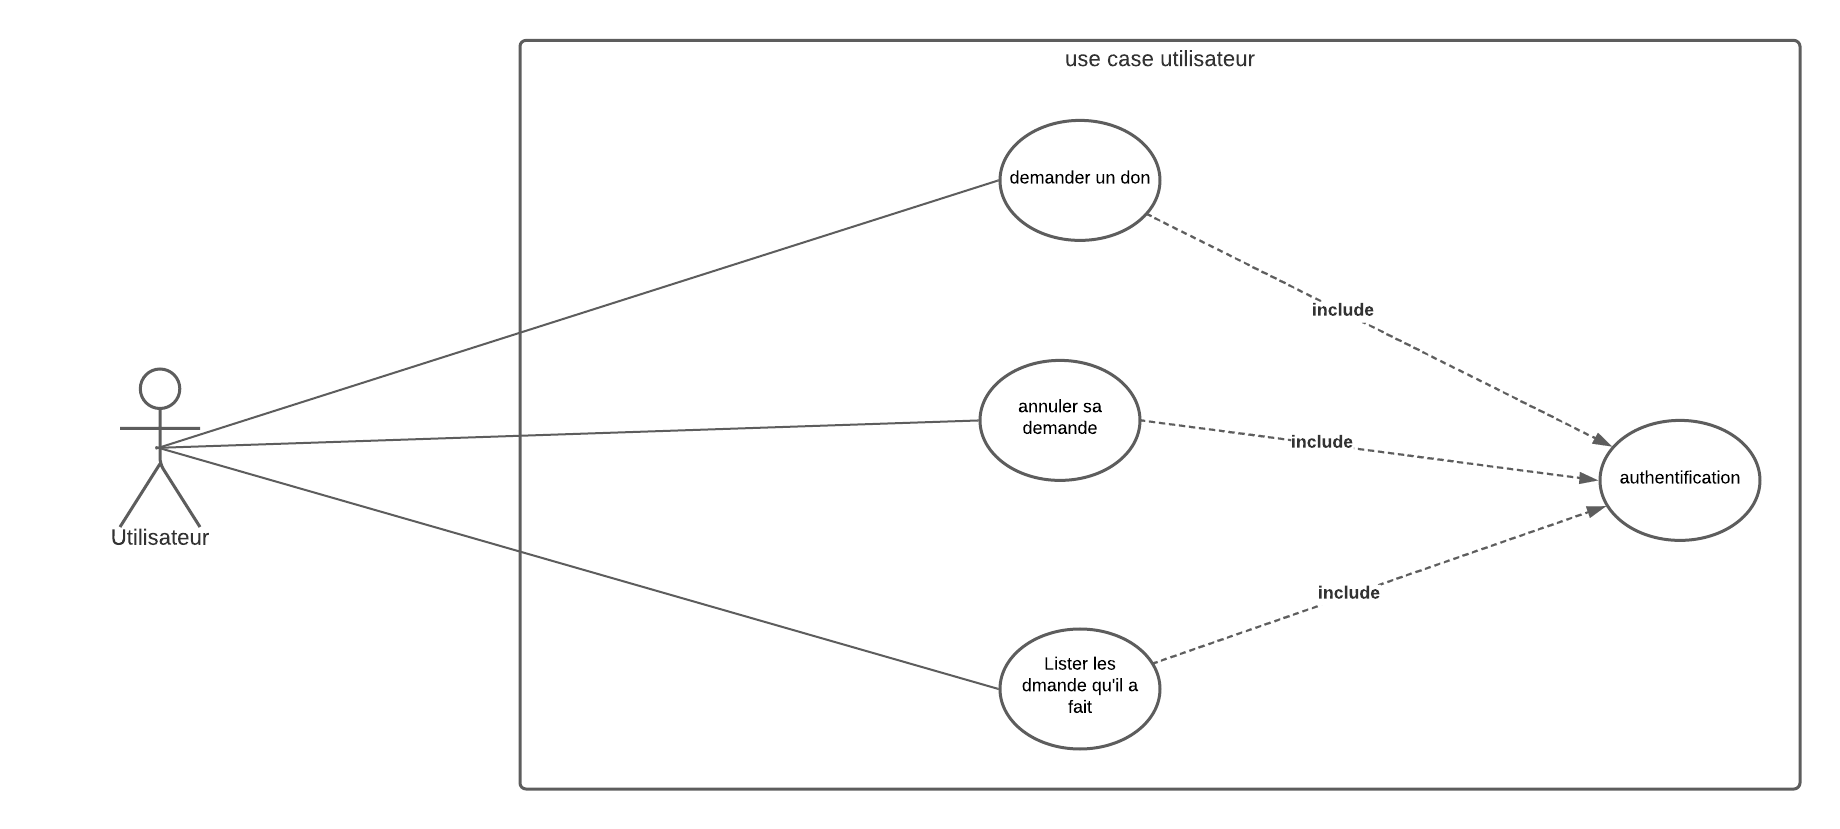 use case utilisateur
demander un don
include
annuler sa
demande
include
authentification
Utilisateur
include
Lister les
dmande qu'il a
fait